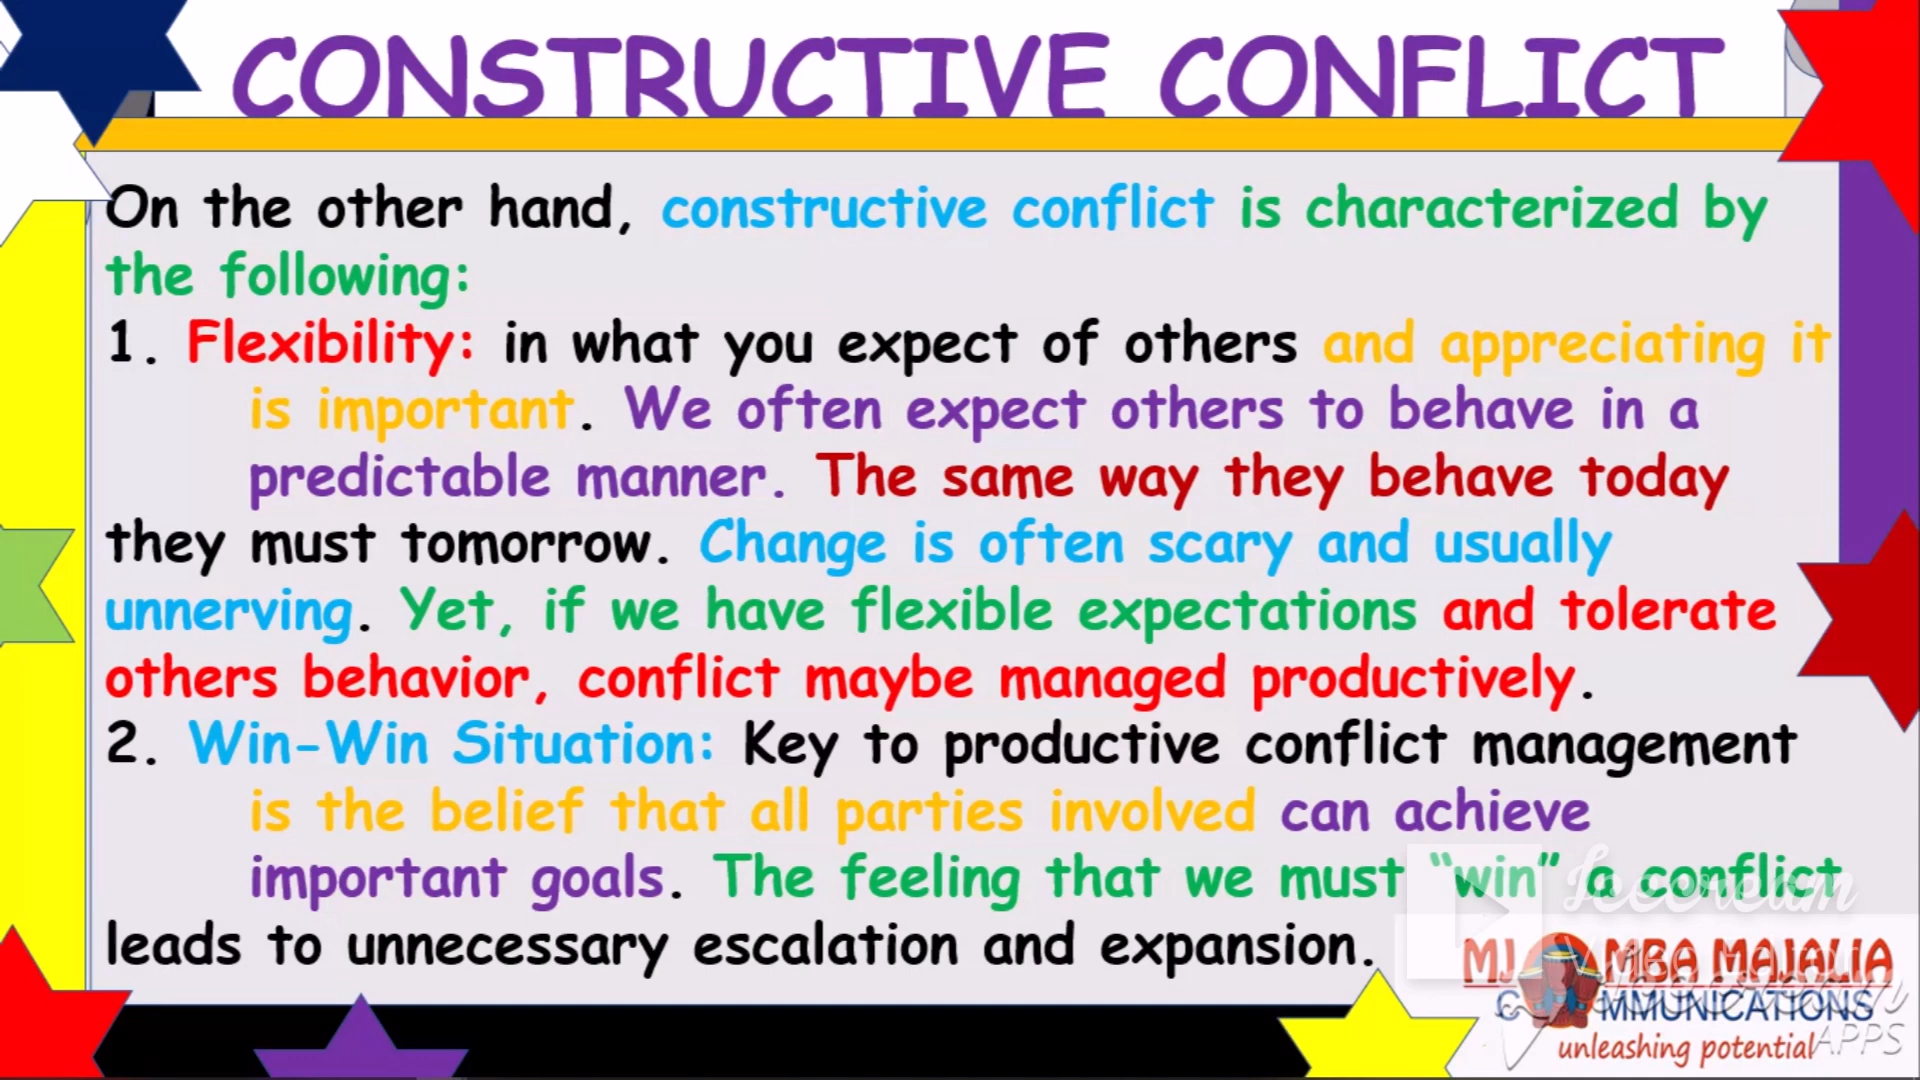 CONSTRUCTIVE CONFLICT
On the other hand, constructive conflict is characterized by
the following:
1. Flexibility: in what you expect of others and appreciating it
is important. We often expect others to behave in a
predictable manner. The same way they behave today
they must tomorrow. Change is often scary and usually
unnerving. Yet, if we have flexible expectations and tolerate
others behavior, conflict maybe managed productively.
2. Win-Win Situation: Key to productive conflict management
is the belief that all parties involved can achieve
important goals. The feeling that we must “win” a conflict
leads to unnecessary escalation and expansion.
Icecream
MBA MAJALIA
MMUNICATIONS
unleashing potential
APPS